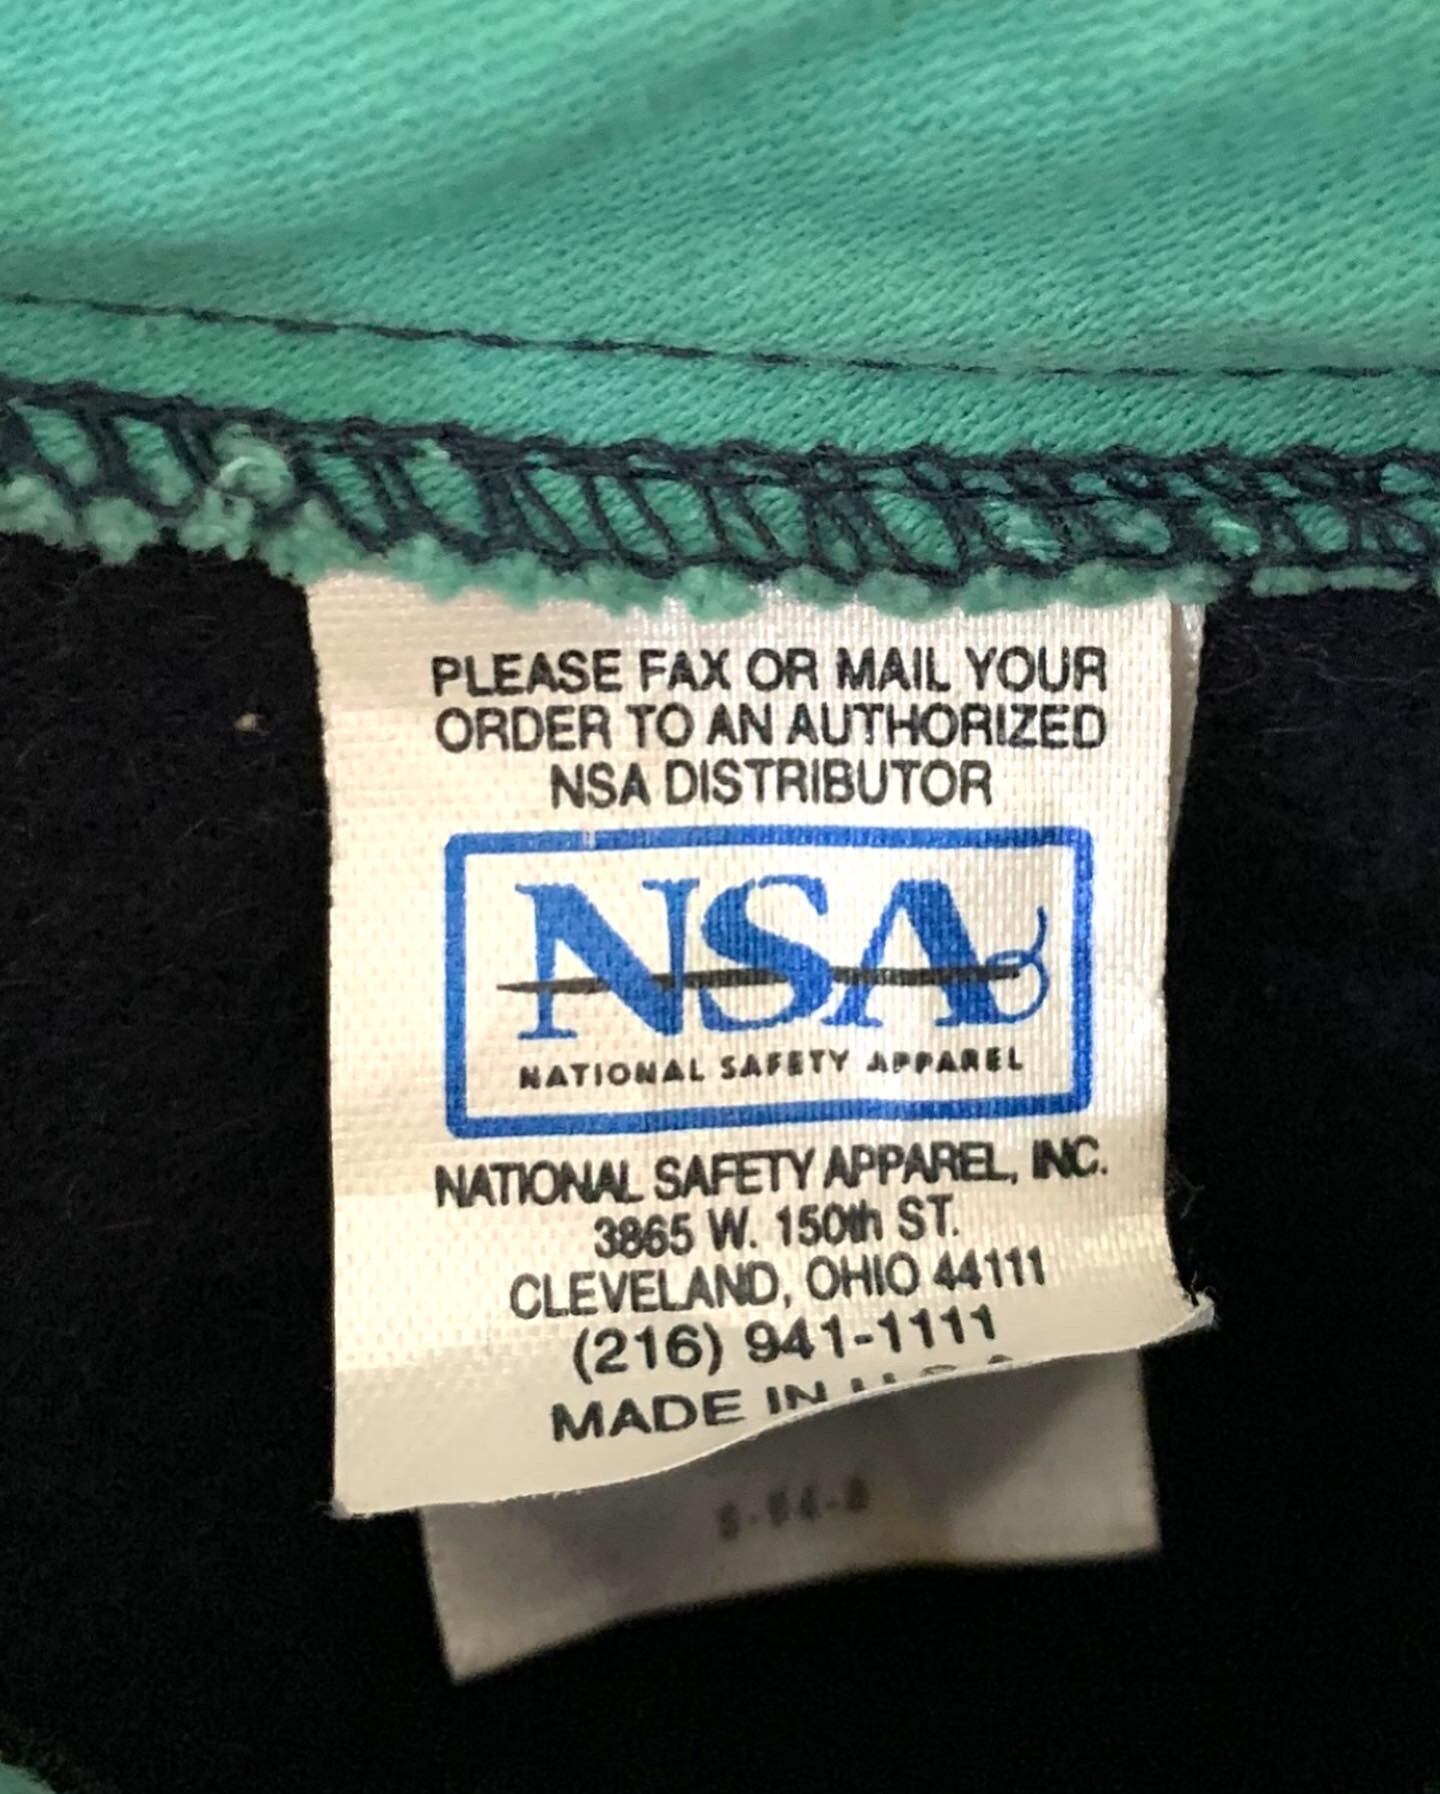 PLEASE FAX OR MAIL YOUR
ORDER TO AN AUTHORIZED
NSA DISTRIBUTOR
NSA
NATIONAL SAFETY APPAREL
NATIONAL SAFETY APPAREL, INC.
3865 W. 150th ST.
CLEVELAND, OHIO 44111
(216) 941-1111
MADE IN U.S.A